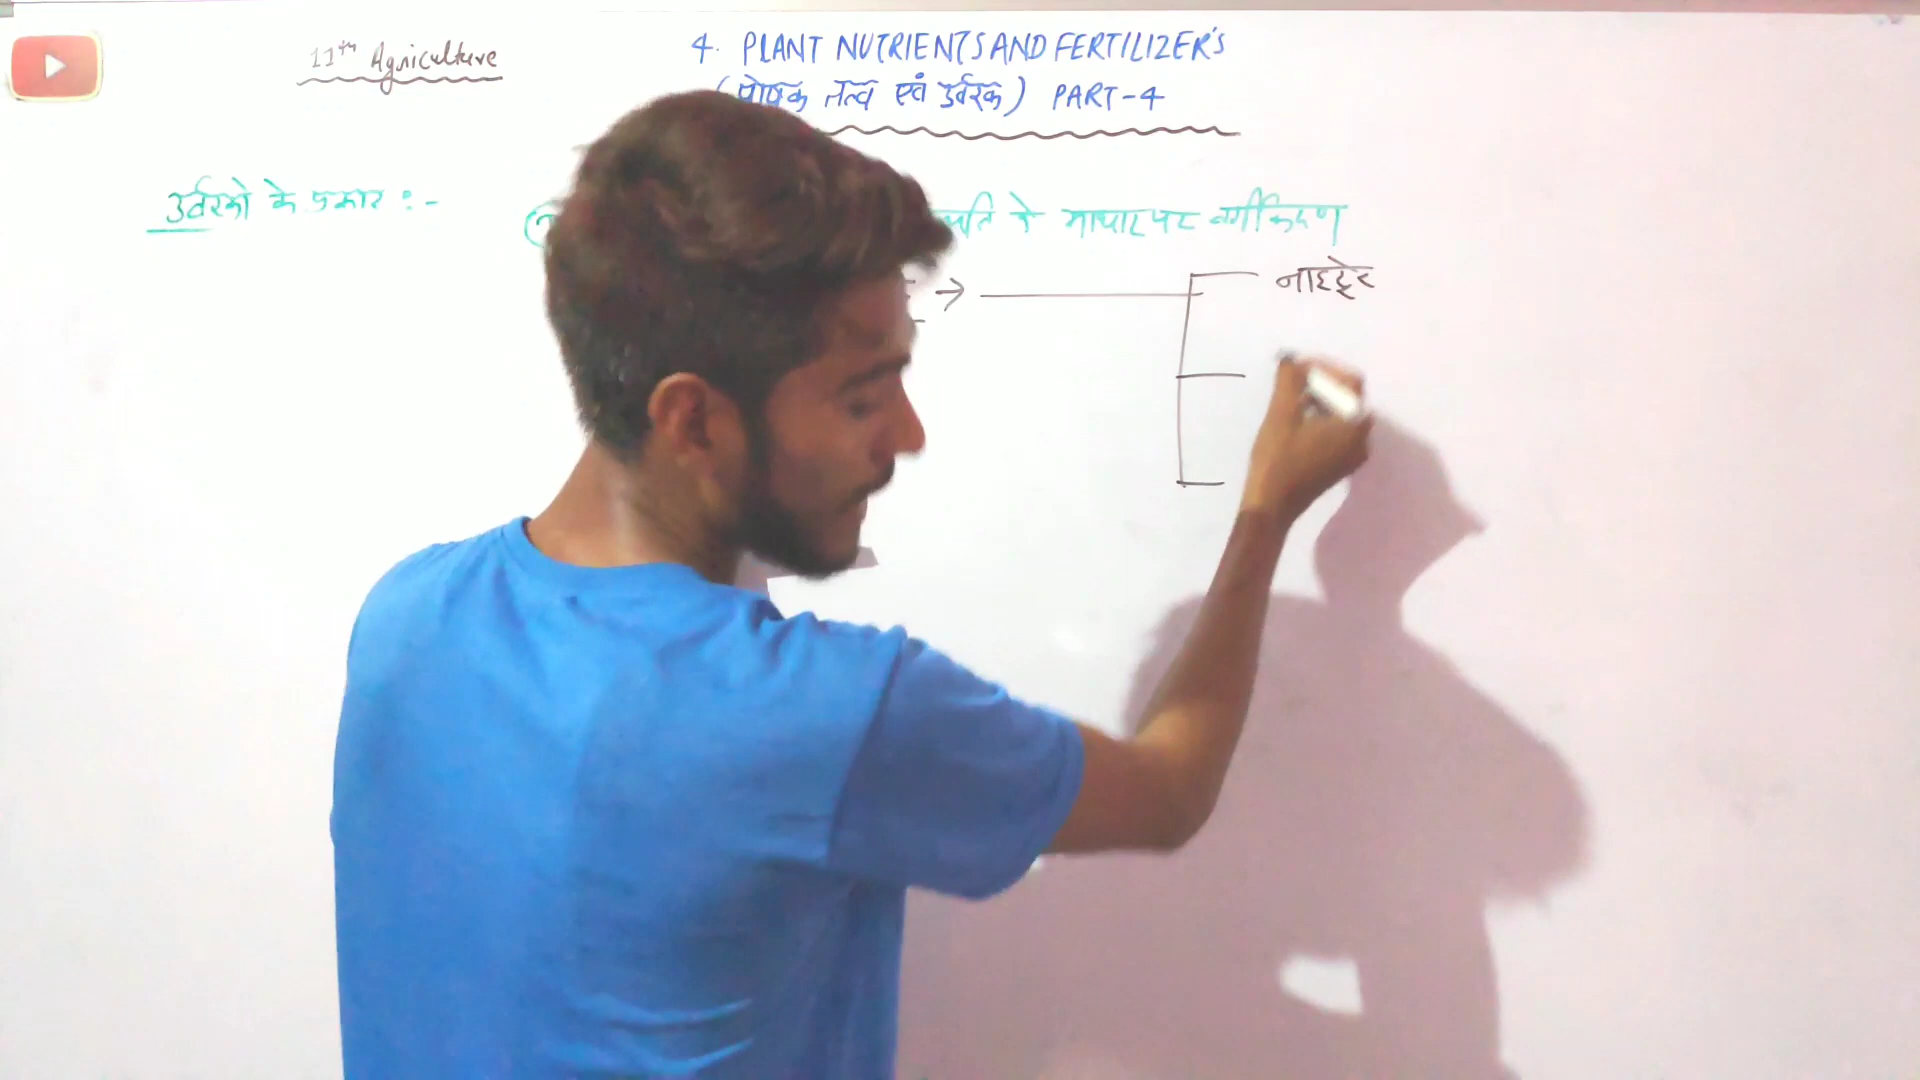 11th Agriculture
4. PLANT NUTRIENTS AND FERTILIZER'S
(पोषक तत्व एवं उर्वरक) PART-4
उर्वरको के प्रकार :-
के आधार पर वर्गीकरण
→
नाइट्रेट